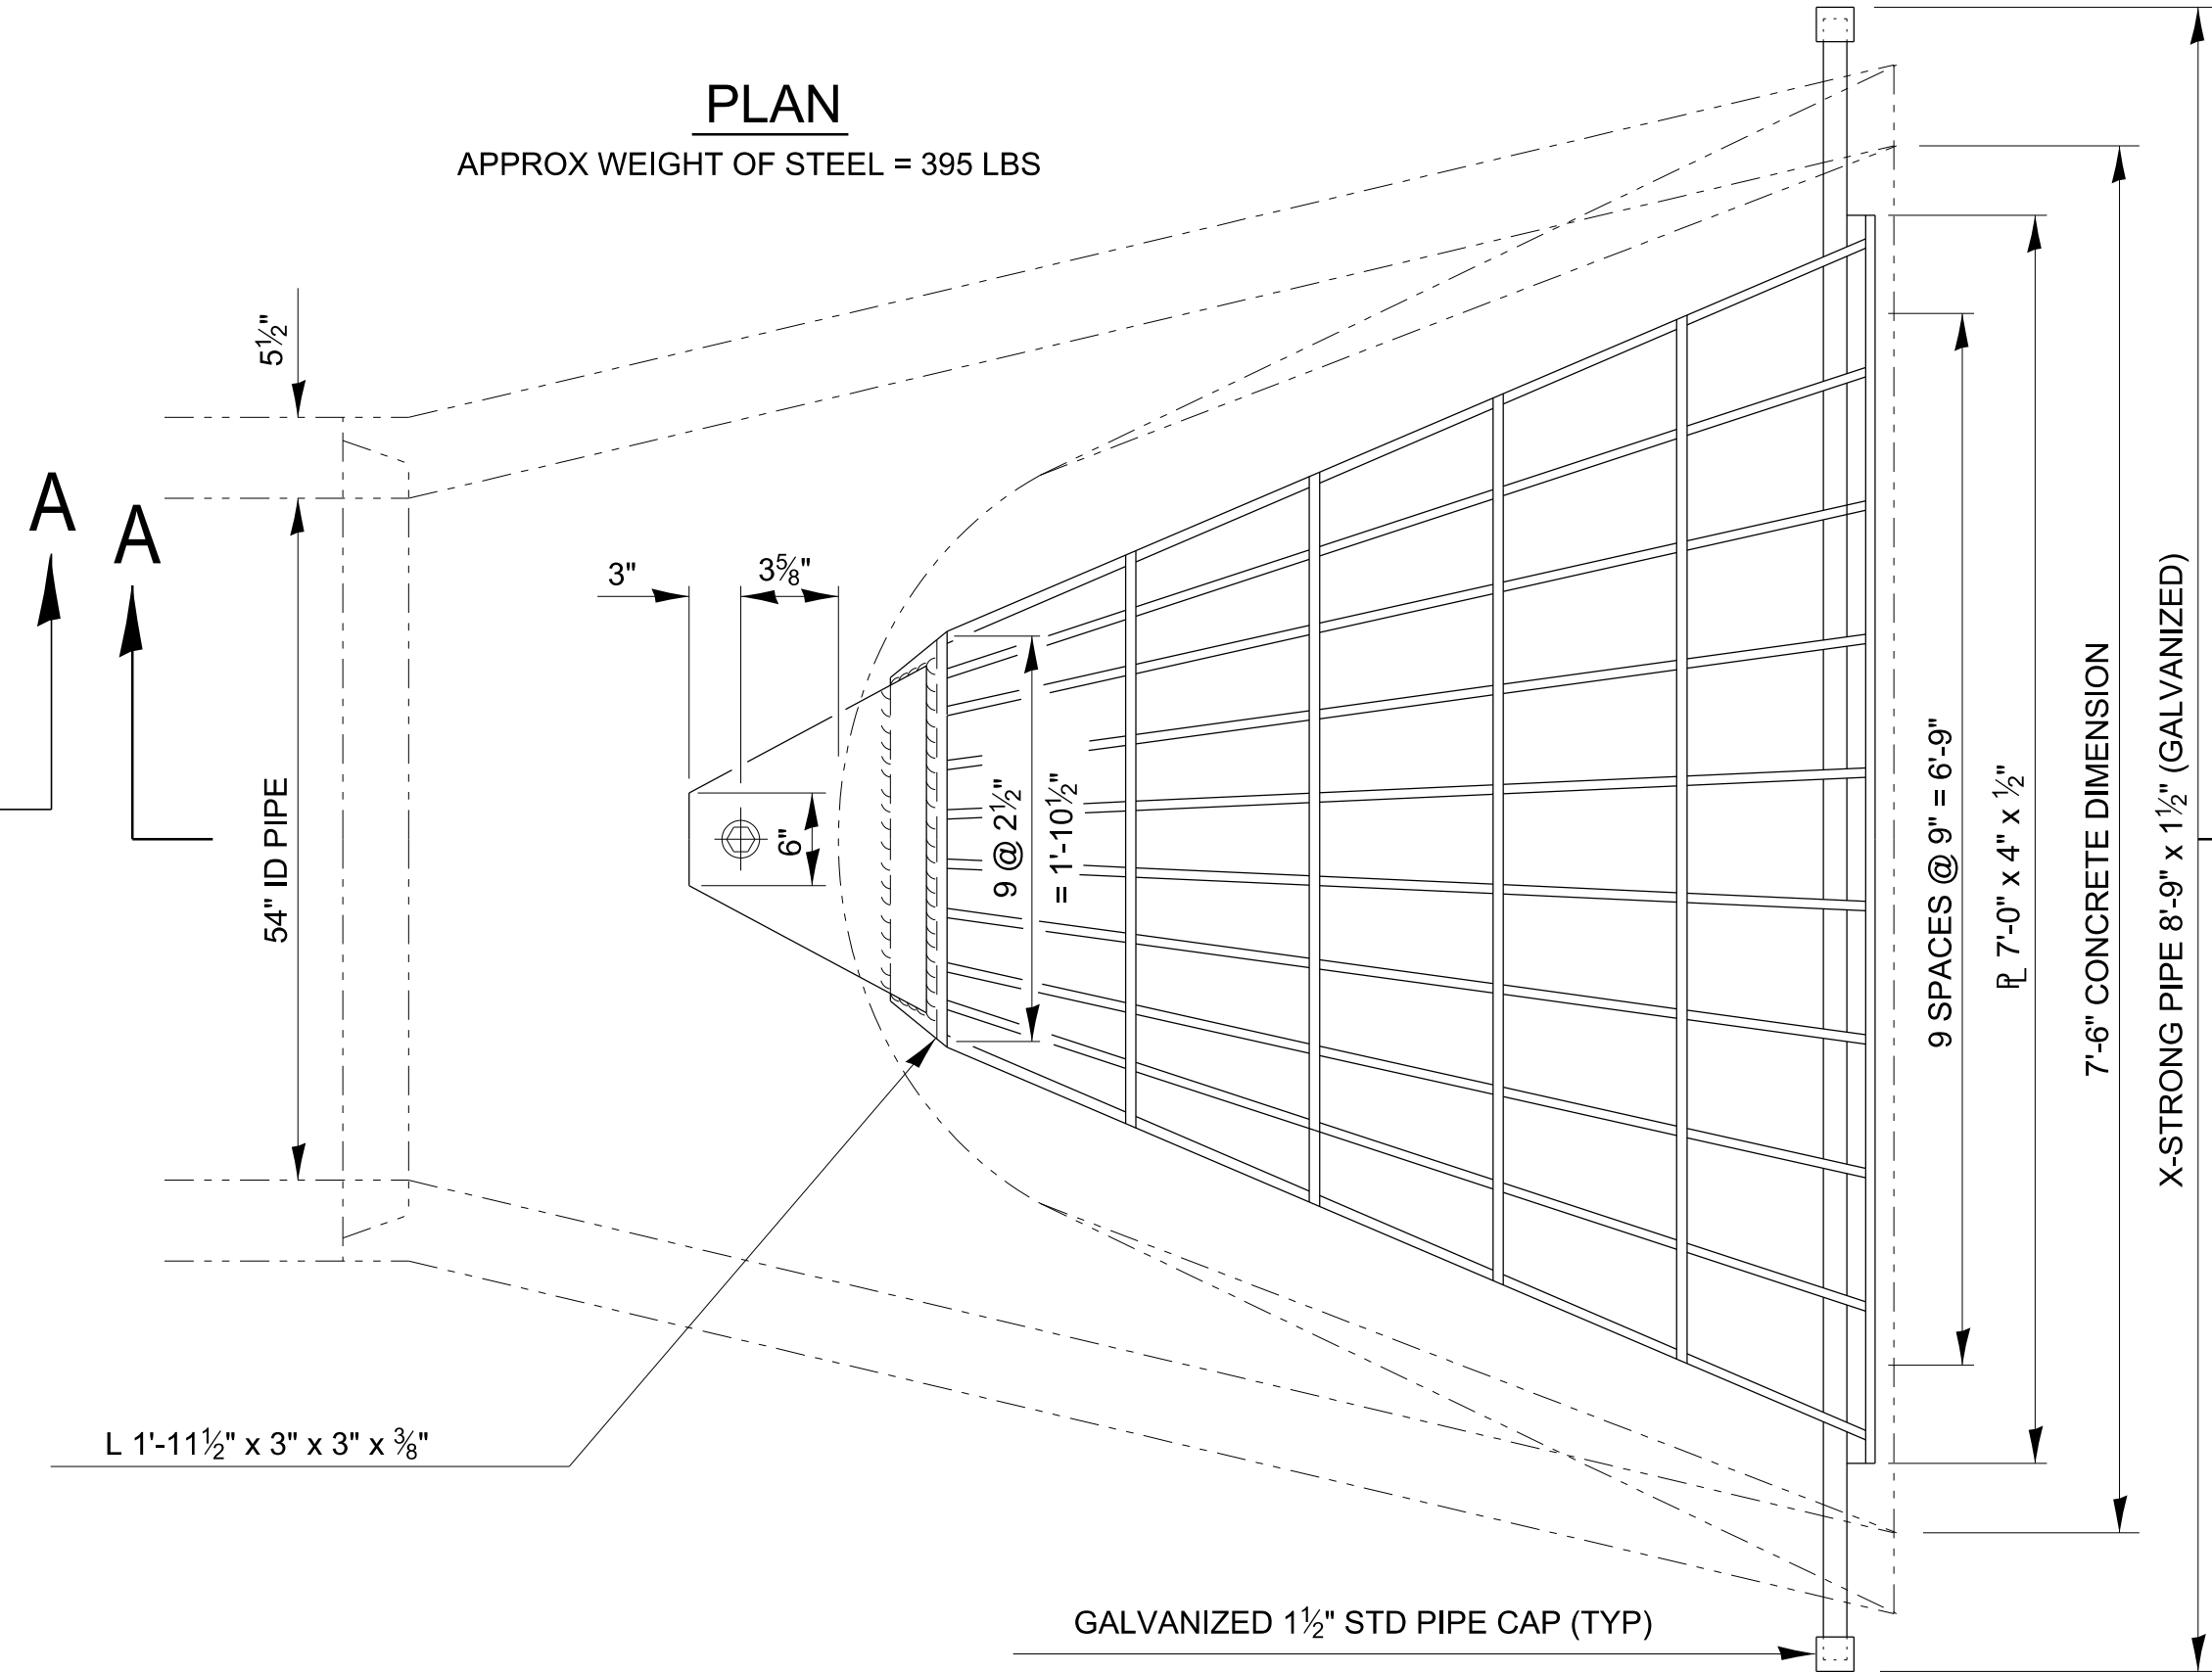 PLAN
APPROX WEIGHT OF STEEL = 395 LBS
5½"
A
A
3"
3⅝"
54" ID PIPE
6"
9 @ 2½"
= 1'-10½"
9 SPACES @ 9" = 6'-9"
℄ 7'-0" x 4" x ½"
7'-6" CONCRETE DIMENSION
X-STRONG PIPE 8'-9" x 1½" (GALVANIZED)
L 1'-11½" x 3" x 3" x ⅜"
GALVANIZED 1½" STD PIPE CAP (TYP)